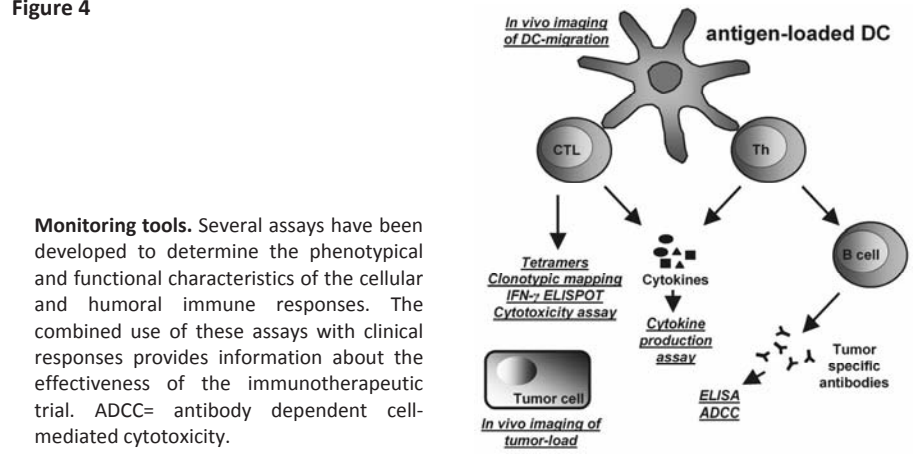 Figure 4
Monitoring tools. Several assays have been
developed to determine the phenotypical
and functional characteristics of the cellular
and humoral immune responses. The
combined use of these assays with clinical
responses provides information about the
effectiveness of the immunotherapeutic
trial. ADCC= antibody dependent cell-
mediated cytotoxicity.
In vivo imaging
of DC-migration
antigen-loaded DC
CTL
Th
B cell
Tetramers
Clonotypic mapping
IFN-γ ELISPOT
Cytotoxicity assay
Cytokines
Cytokine
production
assay
Tumor
specific
antibodies
ELISA
ADCC
Tumor cell
In vivo imaging of
tumor-load